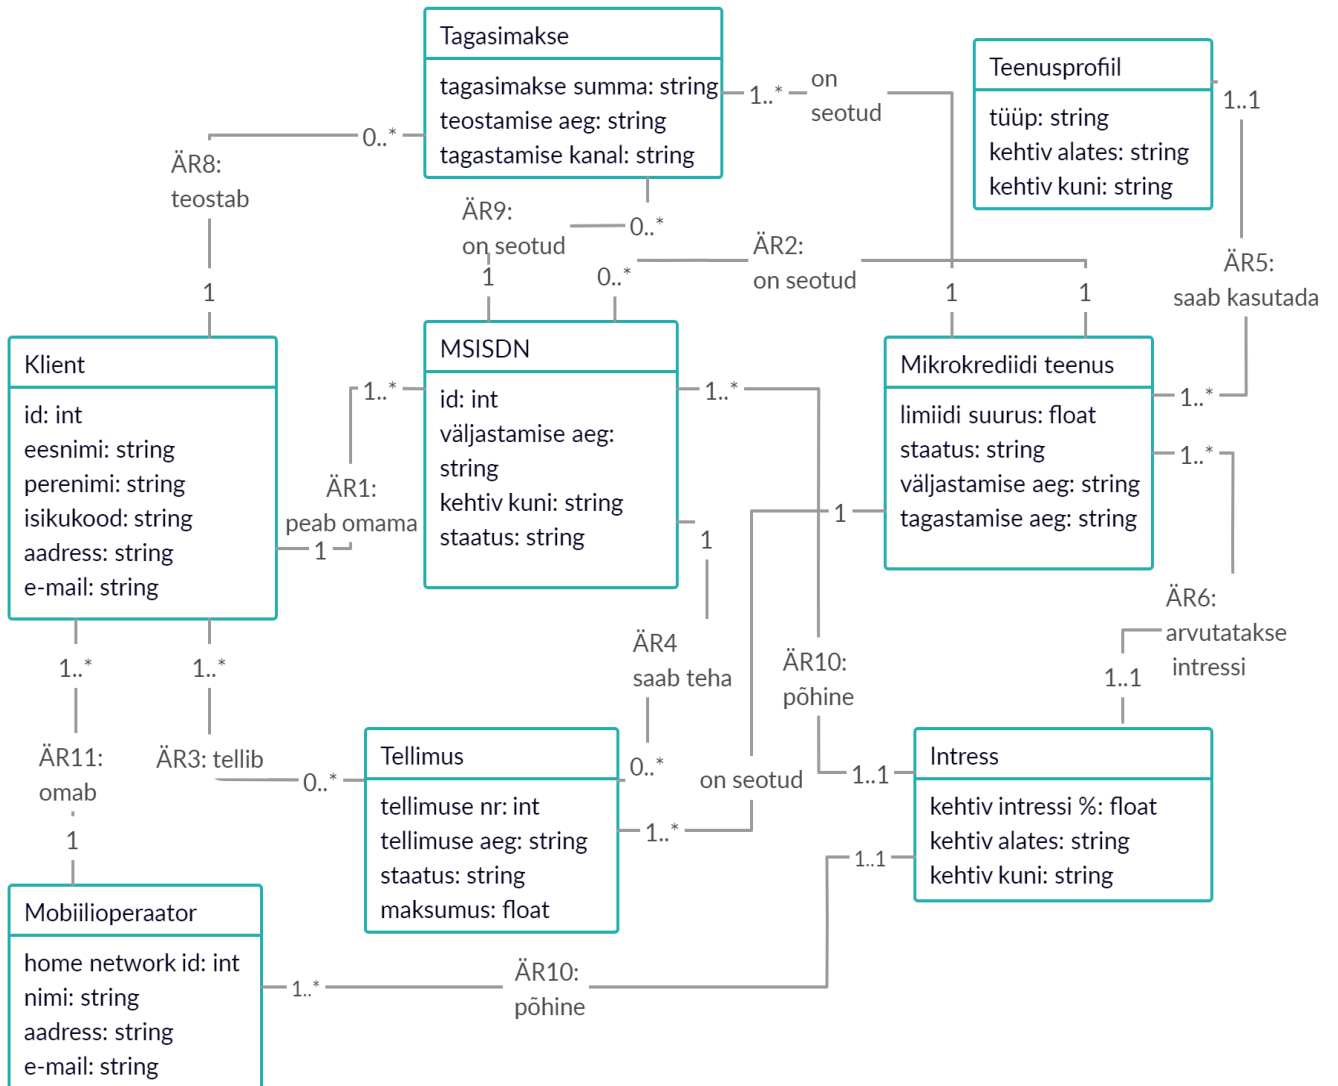 Tagasimakse
tagasimakse summa: string
teostamise aeg: string
tagastamise kanal: string
Teenusprofiil
tüüp: string
kehtiv alates: string
kehtiv kuni: string
1..*
on
seotud
1..1
0..*
ÄR8:
teostab
ÄR9:
on seotud
0..*
ÄR2:
on seotud
ÄR5:
saab kasutada
1
1
0..*
1
1
Klient
id: int
eesnimi: string
perenimi: string
isikukood: string
aadress: string
e-mail: string
MSISDN
id: int
väljastamise aeg:
string
kehtiv kuni: string
staatus: string
Mikrokrediidi teenus
limiidi suurus: float
staatus: string
väljastamise aeg: string
tagastamise aeg: string
1..*
1..*
1..*
1..*
ÄR1:
peab omama
1
1
1
ÄR6:
arvutatakse
intressi
1..1
ÄR4
saab teha
ÄR10:
põhine
1..*
1..*
ÄR11:
omab
ÄR3: tellib
0..*
0..*
on seotud
1..*
1..1
1..1
1
Tellimus
tellimuse nr: int
tellimuse aeg: string
staatus: string
maksumus: float
Intress
kehtiv intressi %: float
kehtiv alates: string
kehtiv kuni: string
Mobiilioperaator
home network id: int
nimi: string
aadress: string
e-mail: string
1..*
ÄR10:
põhine